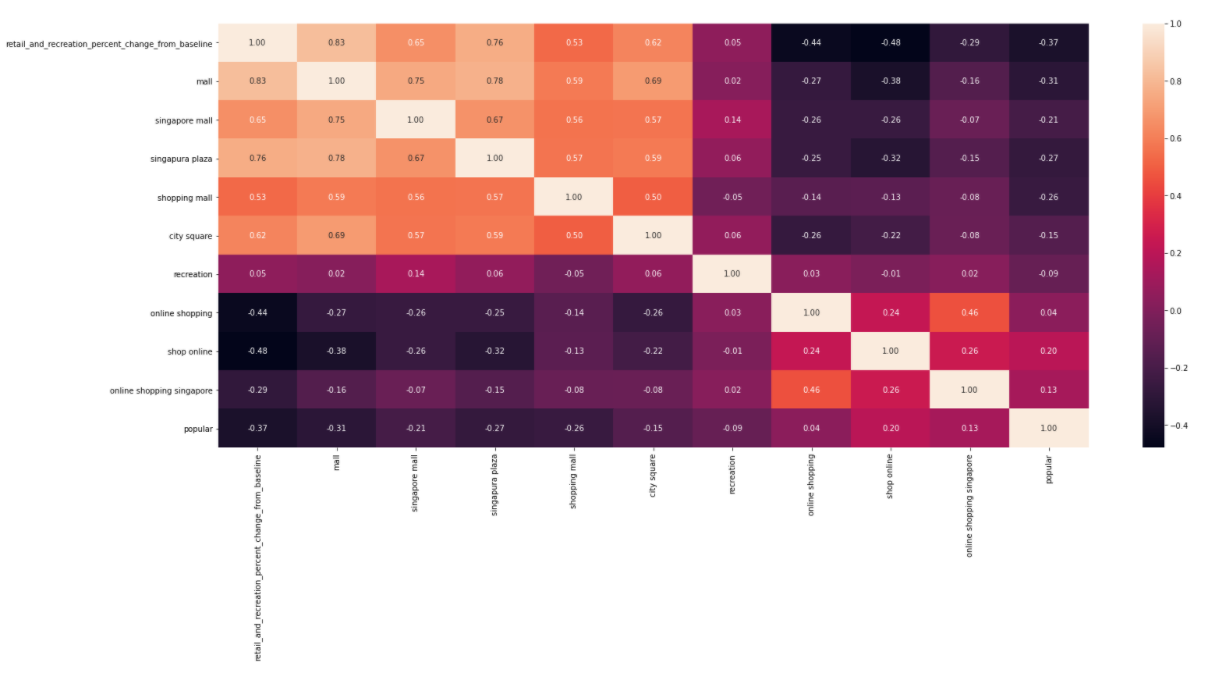 retail_and_recreation_percent_change_from_baseline 1.00 0.83 0.65 0.76 0.53 0.62 0.05 -0.44 -0.48 -0.29 -0.37
mall 0.83 1.00 0.75 0.78 0.59 0.69 0.02 -0.27 -0.38 -0.16 -0.31
singapore mall 0.65 0.75 1.00 0.67 0.56 0.57 0.14 -0.26 -0.26 -0.07 -0.21
singapura plaza 0.76 0.78 0.67 1.00 0.57 0.59 0.06 -0.25 -0.32 -0.15 -0.27
shopping mall 0.53 0.59 0.56 0.57 1.00 0.50 -0.05 -0.14 -0.13 -0.08 -0.26
city square 0.62 0.69 0.57 0.59 0.50 1.00 0.06 -0.26 -0.22 -0.08 -0.15
recreation 0.05 0.02 0.14 0.06 -0.05 0.06 1.00 0.03 -0.01 0.02 -0.09
online shopping -0.44 -0.27 -0.26 -0.25 -0.14 -0.26 0.03 1.00 0.24 0.46 0.04
shop online -0.48 -0.38 -0.26 -0.32 -0.13 -0.22 -0.01 0.24 1.00 0.26 0.20
online shopping singapore -0.29 -0.16 -0.07 -0.15 -0.08 -0.08 0.02 0.46 0.26 1.00 0.13
popular -0.37 -0.31 -0.21 -0.27 -0.26 -0.15 -0.09 0.04 0.20 0.13 1.00
retail_and_recreation_percent_change_from_baseline
mall
singapore mall
singapura plaza
shopping mall
city square
recreation
online shopping
shop online
online shopping singapore
popular
1.0
0.8
0.6
0.4
0.2
0.0
−0.2
−0.4